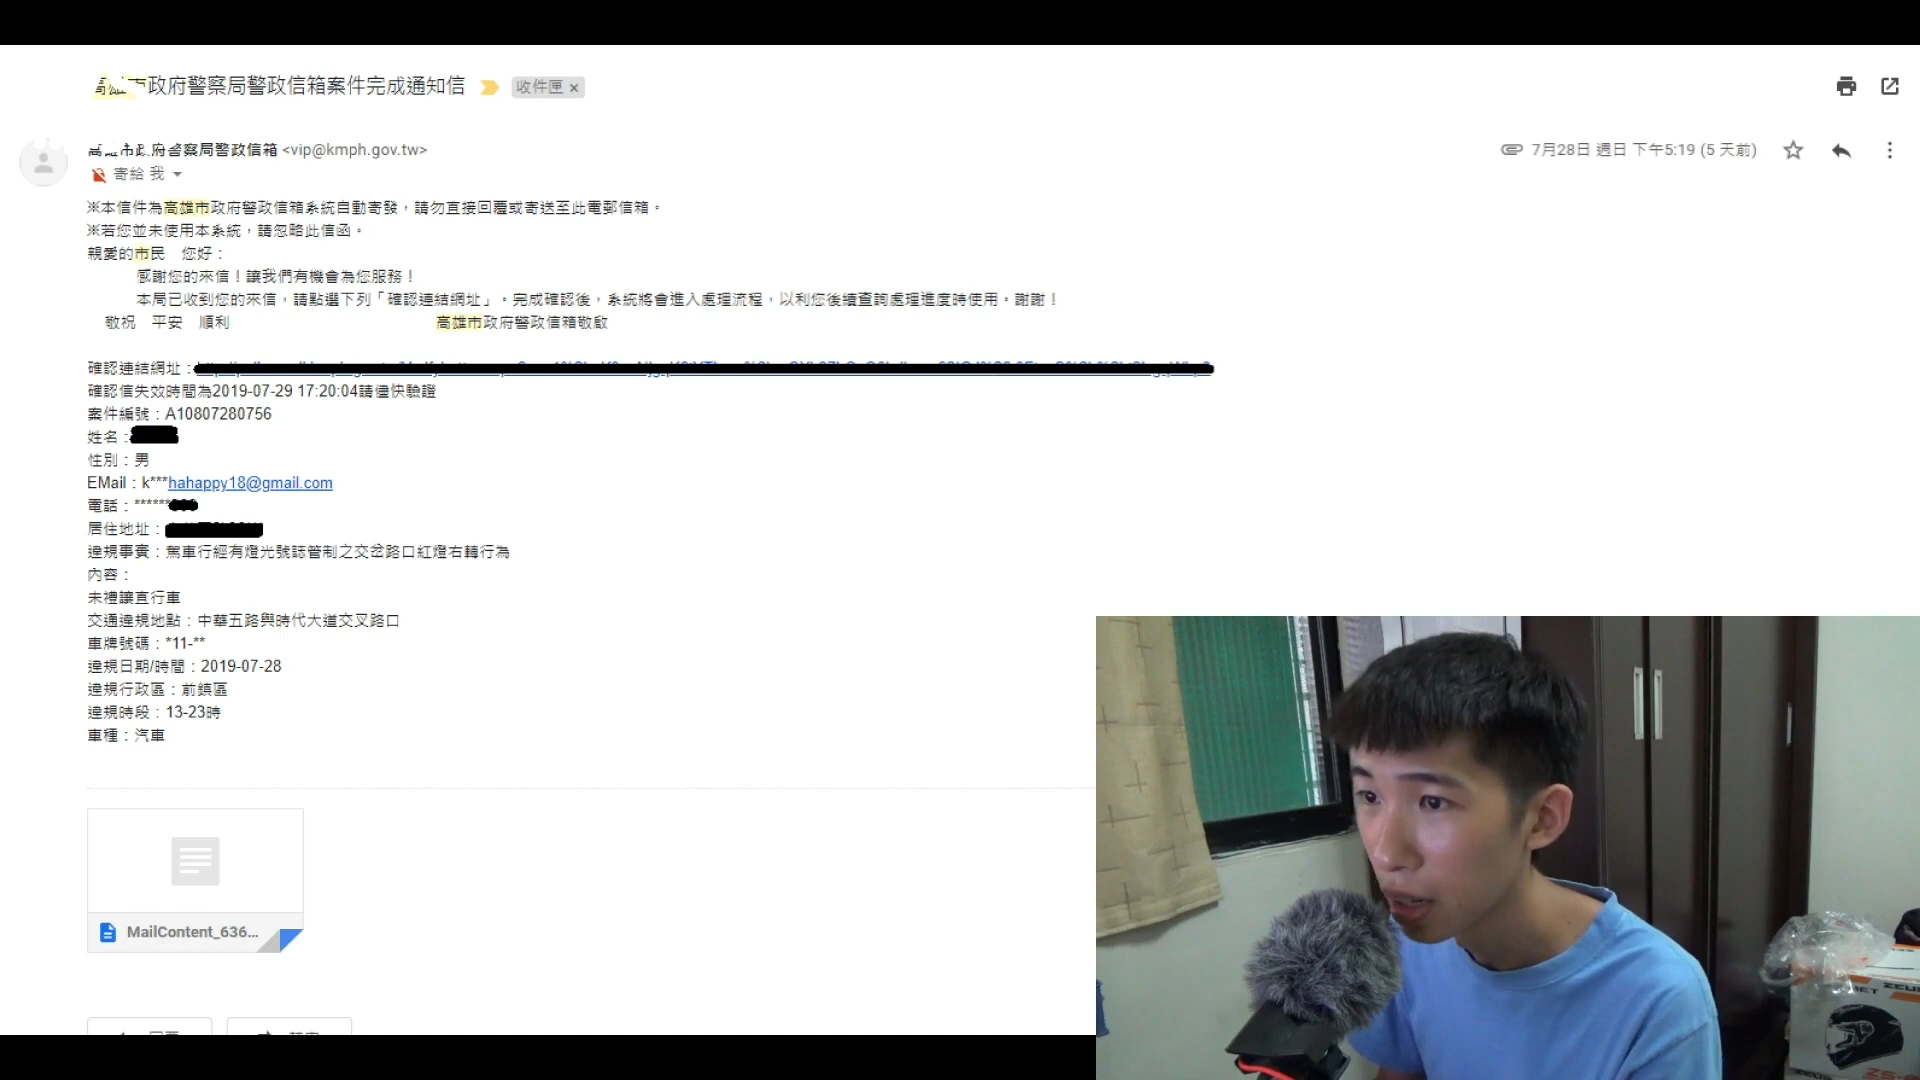 高雄市政府警察局警政信箱案件完成通知信 收件匣 ×
高雄市政府警察局警政信箱 <vip@kmph.gov.tw>
7月28日 週日 下午5:19 (5 天前)
寄給 我
※本信件為高雄市政府警政信箱系統自動寄發，請勿直接回覆或寄送至此電郵信箱。
※若您並未使用本系統，請忽略此信函。
親愛的市民 您好：
感謝您的來信！讓我們有機會為您服務！
本局已收到您的來信，請點選下列「確認連結網址」。完成確認後，系統將會進入處理流程，以利您後續查詢處理進度時使用。謝謝！
敬祝 平安 順利 高雄市政府警政信箱敬啟
確認連結網址：
確認信失效時間為2019-07-29 17:20:04請儘快驗證
案件編號：A10807280756
姓名：
性別：男
EMail：k***hahappy18@gmail.com
電話：******
居住地址：
違規事實：駕車行經有燈光號誌管制之交岔路口紅燈右轉行為
內容：
未禮讓直行車
交通違規地點：中華五路與時代大道交叉路口
車牌號碼：*11-**
違規日期/時間：2019-07-28
違規行政區：前鎮區
違規時段：13-23時
車種：汽車
MailContent_636...
ZEUS